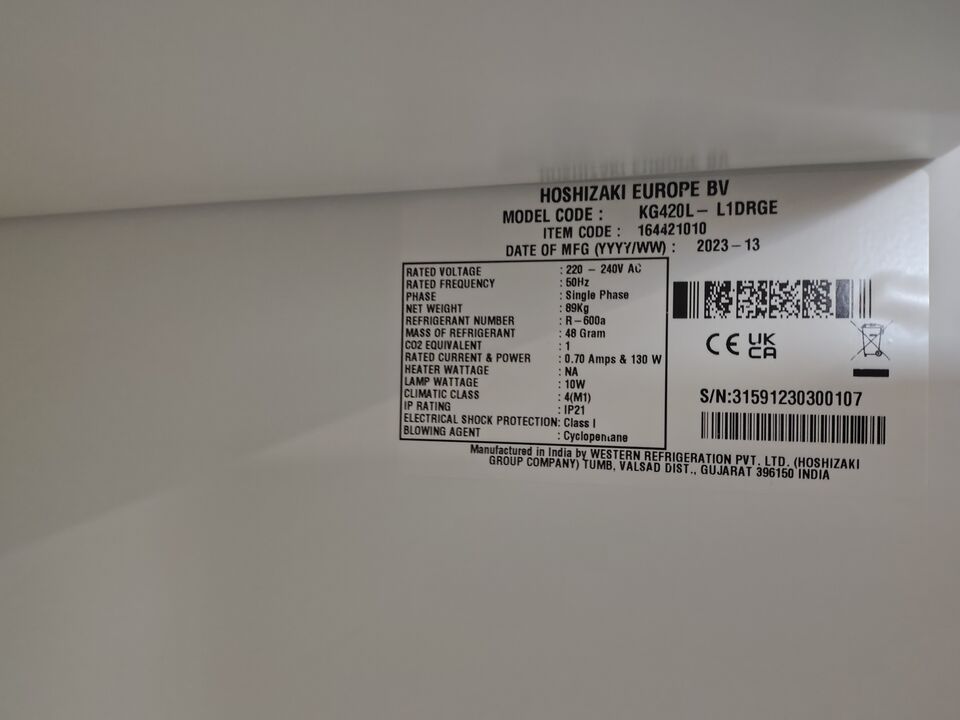 HOSHIZAKI EUROPE BV
MODEL CODE : KG420L- L1DRGE
ITEM CODE : 164421010
DATE OF MFG (YYYY/WW) : 2023-13
RATED VOLTAGE : 220 - 240V AC
RATED FREQUENCY : 50Hz
PHASE : Single Phase
NET WEIGHT : 89Kg
REFRIGERANT NUMBER : R-600a
MASS OF REFRIGERANT : 48 Gram
CO2 EQUIVALENT : 1
RATED CURRENT & POWER : 0.70 Amps & 130 W
HEATER WATTAGE : NA
LAMP WATTAGE : 10W
CLIMATIC CLASS : 4(M1)
IP RATING : IP21
ELECTRICAL SHOCK PROTECTION: Class I
BLOWING AGENT : Cyclopentane
CE UK
CA
S/N:31591230300107
Manufactured in India by WESTERN REFRIGERATION PVT. LTD. (HOSHIZAKI
GROUP COMPANY) TUMB, VALSAD DIST., GUJARAT 396150 INDIA